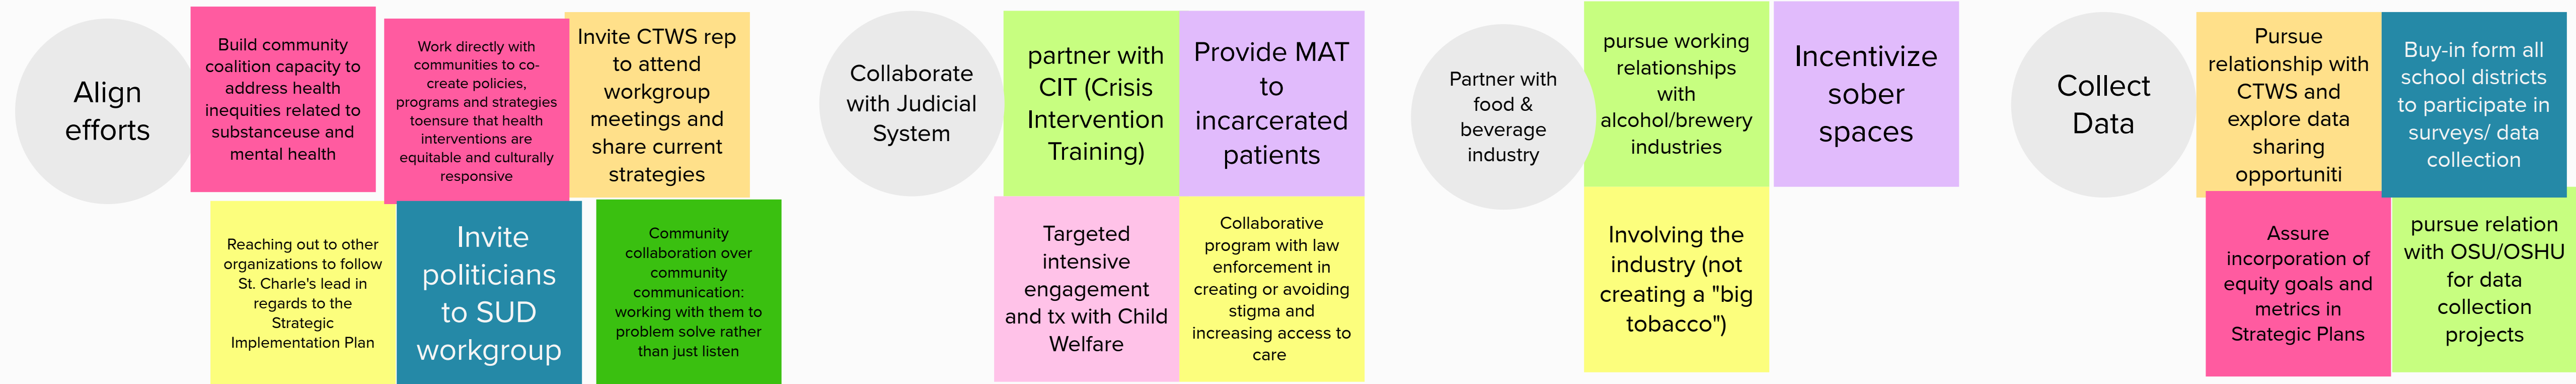 Align
efforts
Build community
coalition capacity to
address health
inequities related to
substanceuse and
mental health
Work directly with
communities to co-
create policies,
programs and strategies
toensure that health
interventions are
equitable and culturally
responsive
Invite CTWS rep
to attend
workgroup
meetings and
share current
strategies
Reaching out to other
organizations to follow
St. Charle's lead in
regards to the
Strategic
Implementation Plan
Invite
politicians
to SUD
workgroup
Community
collaboration over
community
communication:
working with them to
problem solve rather
than just listen
Collaborate
with Judicial
System
partner with
CIT (Crisis
Intervention
Training)
Provide MAT
to
incarcerated
patients
Targeted
intensive
engagement
and tx with Child
Welfare
Collaborative
program with law
enforcement in
creating or avoiding
stigma and
increasing access to
care
Partner with
food &
beverage
industry
pursue working
relationships
with
alcohol/brewery
industries
Incentivize
sober
spaces
Involving the
industry (not
creating a "big
tobacco")
Collect
Data
Pursue
relationship with
CTWS and
explore data
sharing
opportuniti
Buy-in form all
school districts
to participate in
surveys/ data
collection
Assure
incorporation of
equity goals and
metrics in
Strategic Plans
pursue relation
with OSU/OSHU
for data
collection
projects